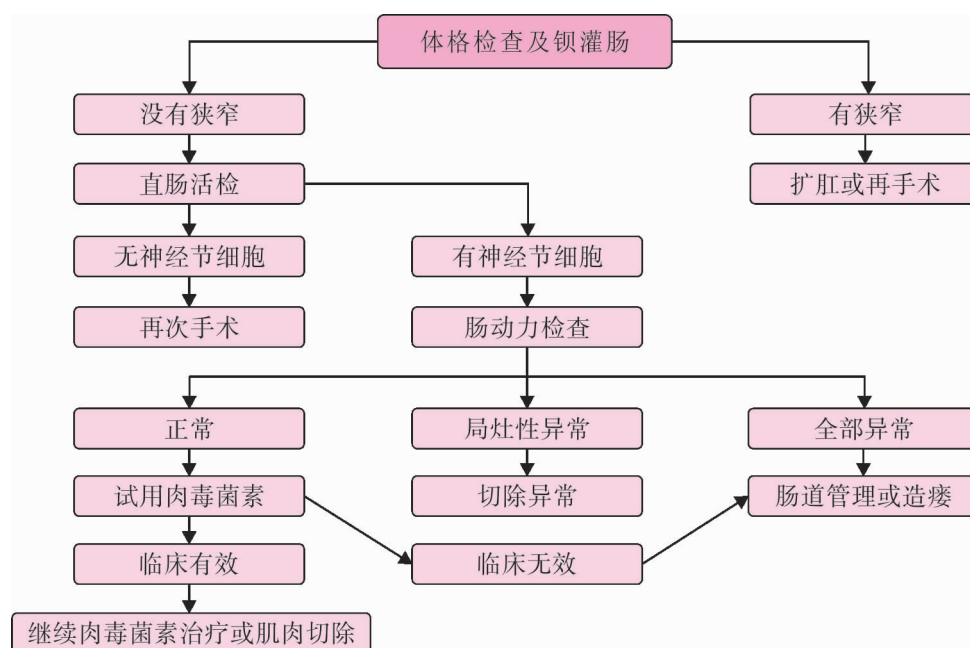 体格检查及钡灌肠
没有狭窄
有狭窄
直肠活检
扩肛或再手术
无神经节细胞
有神经节细胞
再次手术
肠动力检查
正常
局灶性异常
全部异常
试用肉毒菌素
切除异常
肠道管理或造瘘
临床有效
临床无效
继续肉毒菌素治疗或肌肉切除